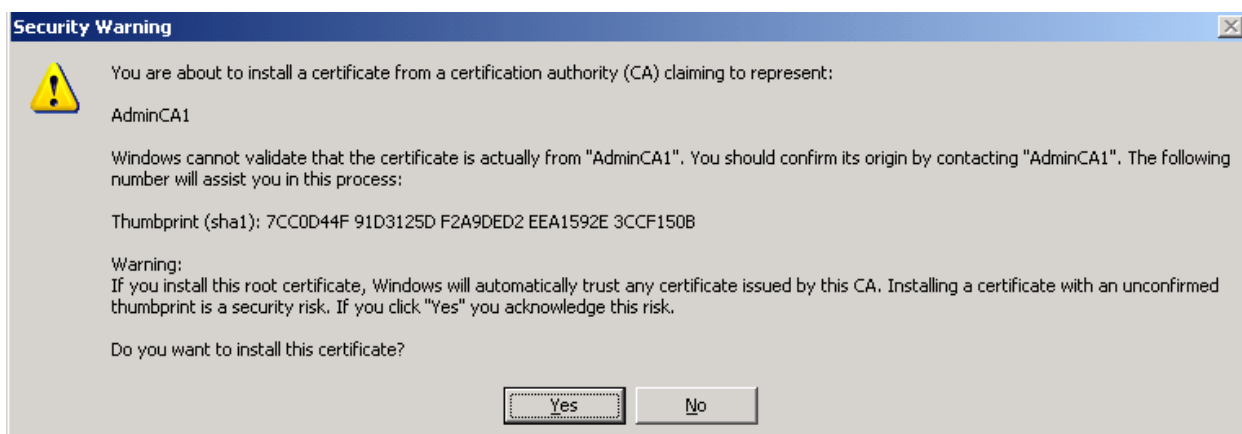 Security Warning
You are about to install a certificate from a certification authority (CA) claiming to represent:
AdminCA1
Windows cannot validate that the certificate is actually from "AdminCA1". You should confirm its origin by contacting "AdminCA1". The following
number will assist you in this process:
Thumbprint (sha1): 7CC0D44F 91D3125D F2A9DED2 EEA1592E 3CCF150B
Warning:
If you install this root certificate, Windows will automatically trust any certificate issued by this CA. Installing a certificate with an unconfirmed
thumbprint is a security risk. If you click "Yes" you acknowledge this risk.
Do you want to install this certificate?
Yes
No